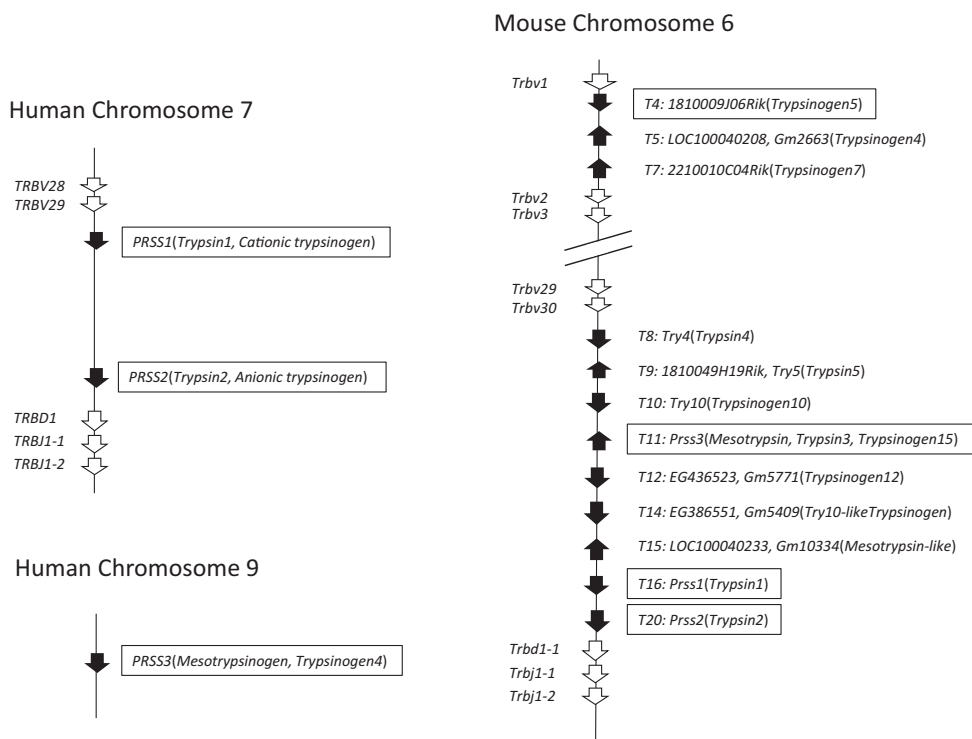 Human Chromosome 7
TRBV28
TRBV29
PRSS1(Trypsin1, Cationic trypsinogen)
PRSS2(Trypsin2, Anionic trypsinogen)
TRBD1
TRBJ1-1
TRBJ1-2
Human Chromosome 9
PRSS3(Mesotrypsinogen, Trypsinogen4)
Mouse Chromosome 6
Trbv1
T4: 1810009J06Rik(Trypsinogen5)
T5: LOC100040208, Gm2663(Trypsinogen4)
T7: 2210010C04Rik(Trypsinogen7)
Trbv2
Trbv3
Trbv29
Trbv30
T8: Try4(Trypsin4)
T9: 1810049H19Rik, Try5(Trypsin5)
T10: Try10(Trypsinogen10)
T11: Prss3(Mesotrypsin, Trypsin3, Trypsinogen15)
T12: EG436523, Gm5771(Trypsinogen12)
T14: EG386551, Gm5409(Try10-likeTrypsinogen)
T15: LOC100040233, Gm10334(Mesotrypsin-like)
T16: Prss1(Trypsin1)
T20: Prss2(Trypsin2)
Trbd1-1
Trbj1-1
Trbj1-2